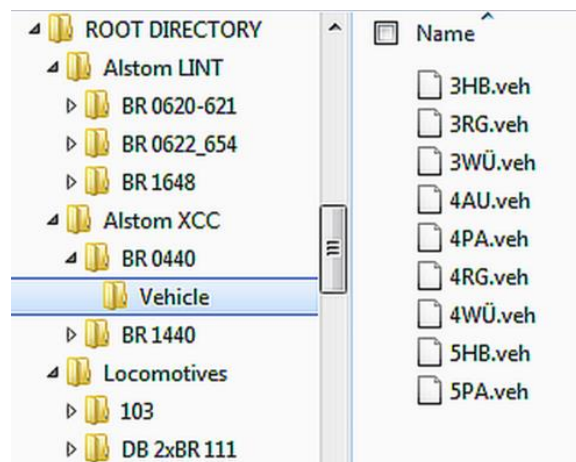 ROOT DIRECTORY
Alstom LINT
BR 0620-621
BR 0622_654
BR 1648
Alstom XCC
BR 0440
Vehicle
BR 1440
Locomotives
103
DB 2xBR 111
Name
3HB.veh
3RG.veh
3WÜ.veh
4AU.veh
4PA.veh
4RG.veh
4WÜ.veh
5HB.veh
5PA.veh